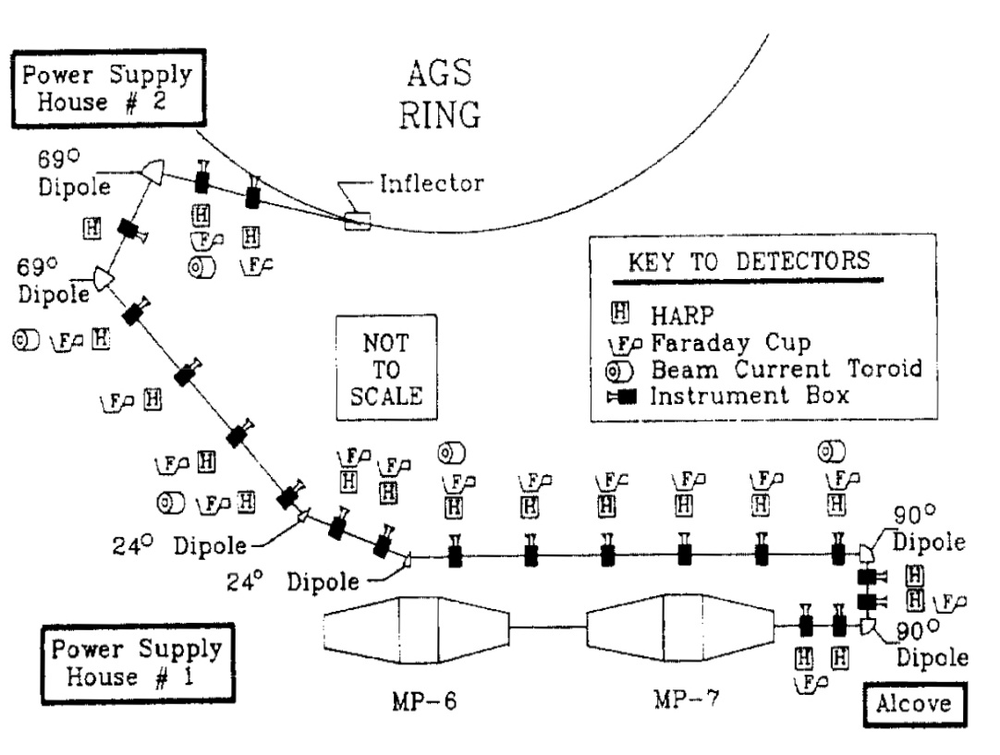 Power Supply
House # 2
AGS
RING
69° Dipole
Inflector
H
H
F
H
F
69° Dipole
KEY TO DETECTORS
H HARP
F Faraday Cup
Beam Current Toroid
Instrument Box
F H
NOT
TO
SCALE
F H
F H
F H
F
H
F
H
F
H
F
H
F
H
F
H
F
H
F
H
24° Dipole
24° Dipole
90° Dipole
H
H F
90° Dipole
H
F
H
Power Supply
House # 1
MP-6
MP-7
Alcove